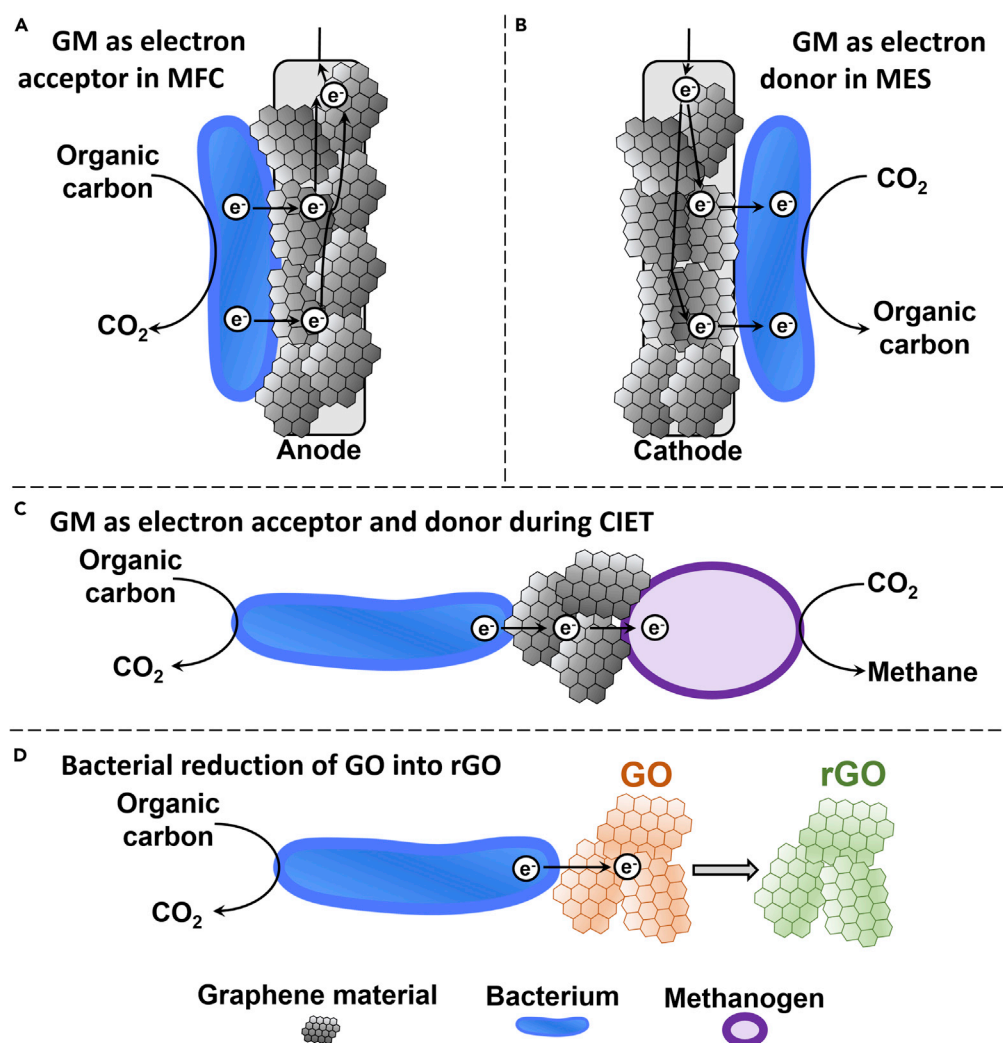 A
GM as electron
acceptor in MFC
Organic
carbon
CO₂
e⁻
e⁻
e⁻
e⁻
e⁻
Anode
B
GM as electron
donor in MES
e⁻
e⁻
e⁻
e⁻
e⁻
CO₂
Organic
carbon
Cathode
C
GM as electron acceptor and donor during CIET
Organic
carbon
CO₂
e⁻
e⁻
e⁻
CO₂
Methane
D
Bacterial reduction of GO into rGO
Organic
carbon
CO₂
e⁻
e⁻
GO
rGO
Graphene material
Bacterium
Methanogen